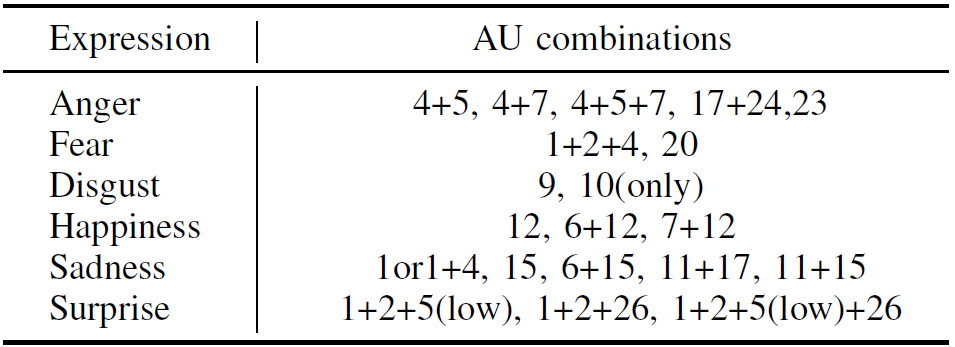 Expression AU combinations
Anger 4+5, 4+7, 4+5+7, 17+24,23
Fear 1+2+4, 20
Disgust 9, 10(only)
Happiness 12, 6+12, 7+12
Sadness 1or1+4, 15, 6+15, 11+17, 11+15
Surprise 1+2+5(low), 1+2+26, 1+2+5(low)+26